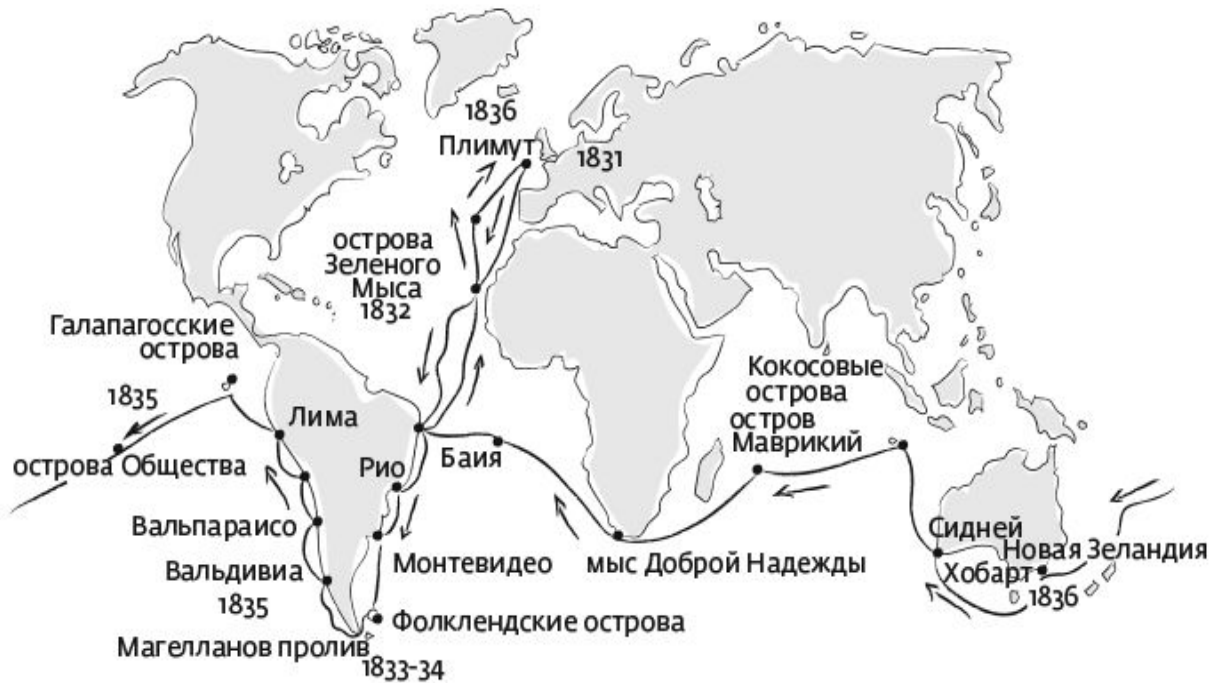 1836
Плимут
1831
острова
Зеленого
Мыса
1832
Галапагосские
острова
1835
Лима
острова Общества
Рио
Баия
Кокосовые
острова
остров
Маврикий
Вальпараисо
Монтевидео
мыс Доброй Надежды
Сидней
Новая Зеландия
Хобарт
1836
Вальдивия
1835
Фолклендские острова
Магелланов пролив
1833-34